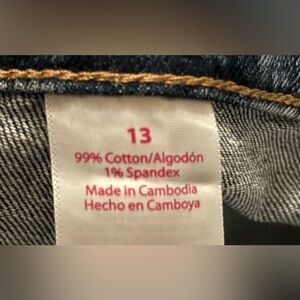 13
99% Cotton/Algodón
1% Spandex
Made in Cambodia
Hecho en Camboya